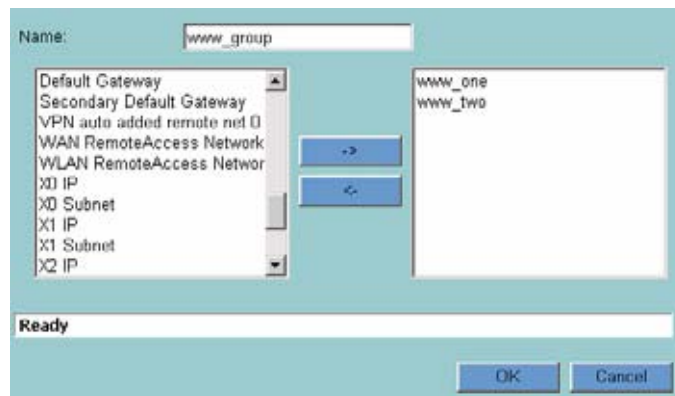 Name: www_group
Default Gateway
Secondary Default Gateway
VPN auto added remote net 0
WAN RemoteAccess Network
WLAN RemoteAccess Networ
X0 IP
X0 Subnet
X1 IP
X1 Subnet
X2 IP
->
<-
www_one
www_two
Ready
OK Cancel